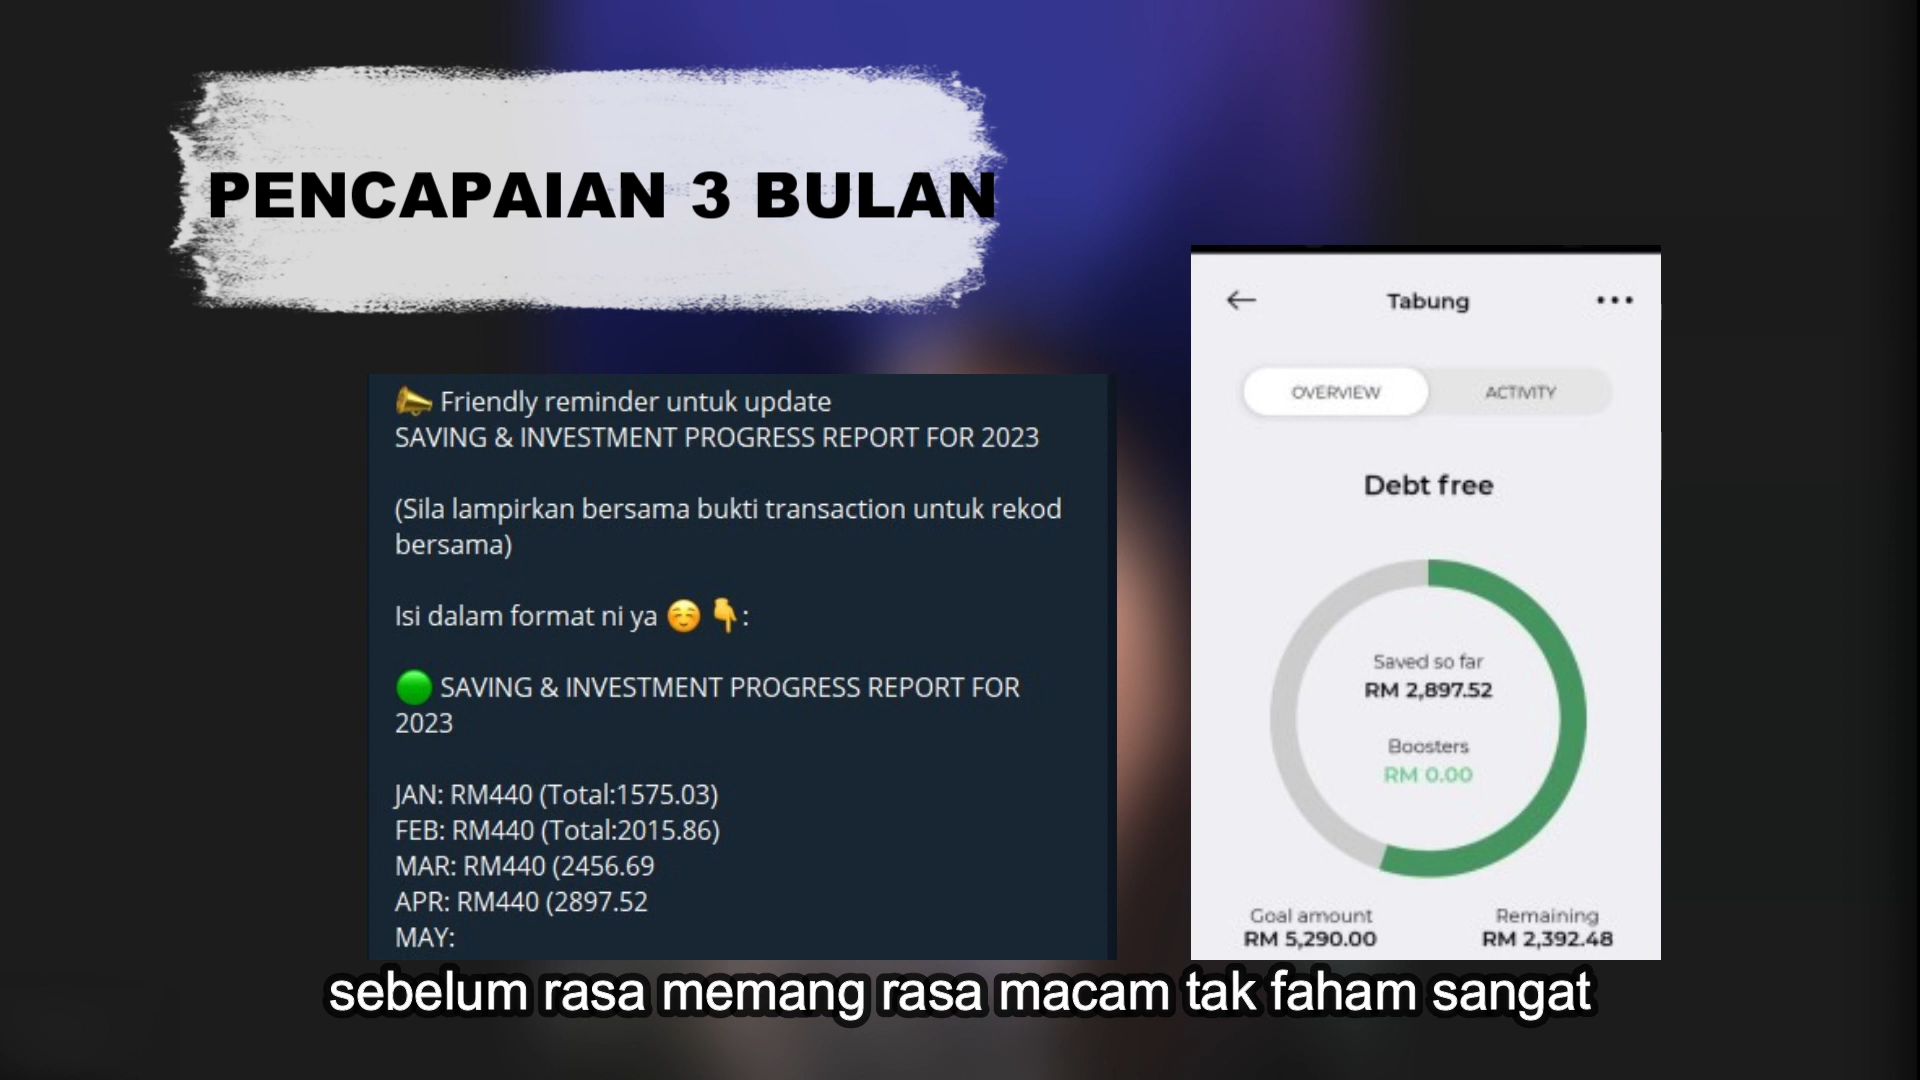 PENCAPAIAN 3 BULAN
📣 Friendly reminder untuk update
SAVING & INVESTMENT PROGRESS REPORT FOR 2023
(Sila lampirkan bersama bukti transaction untuk rekod
bersama)
Isi dalam format ni ya ☺️ 👇:
🟢 SAVING & INVESTMENT PROGRESS REPORT FOR
2023
JAN: RM440 (Total:1575.03)
FEB: RM440 (Total:2015.86)
MAR: RM440 (2456.69
APR: RM440 (2897.52
MAY:
Tabung
OVERVIEW ACTIVITY
Debt free
Saved so far
RM 2,897.52
Boosters
RM 0.00
Goal amount Remaining
RM 5,290.00 RM 2,392.48
sebelum rasa memang rasa macam tak faham sangat